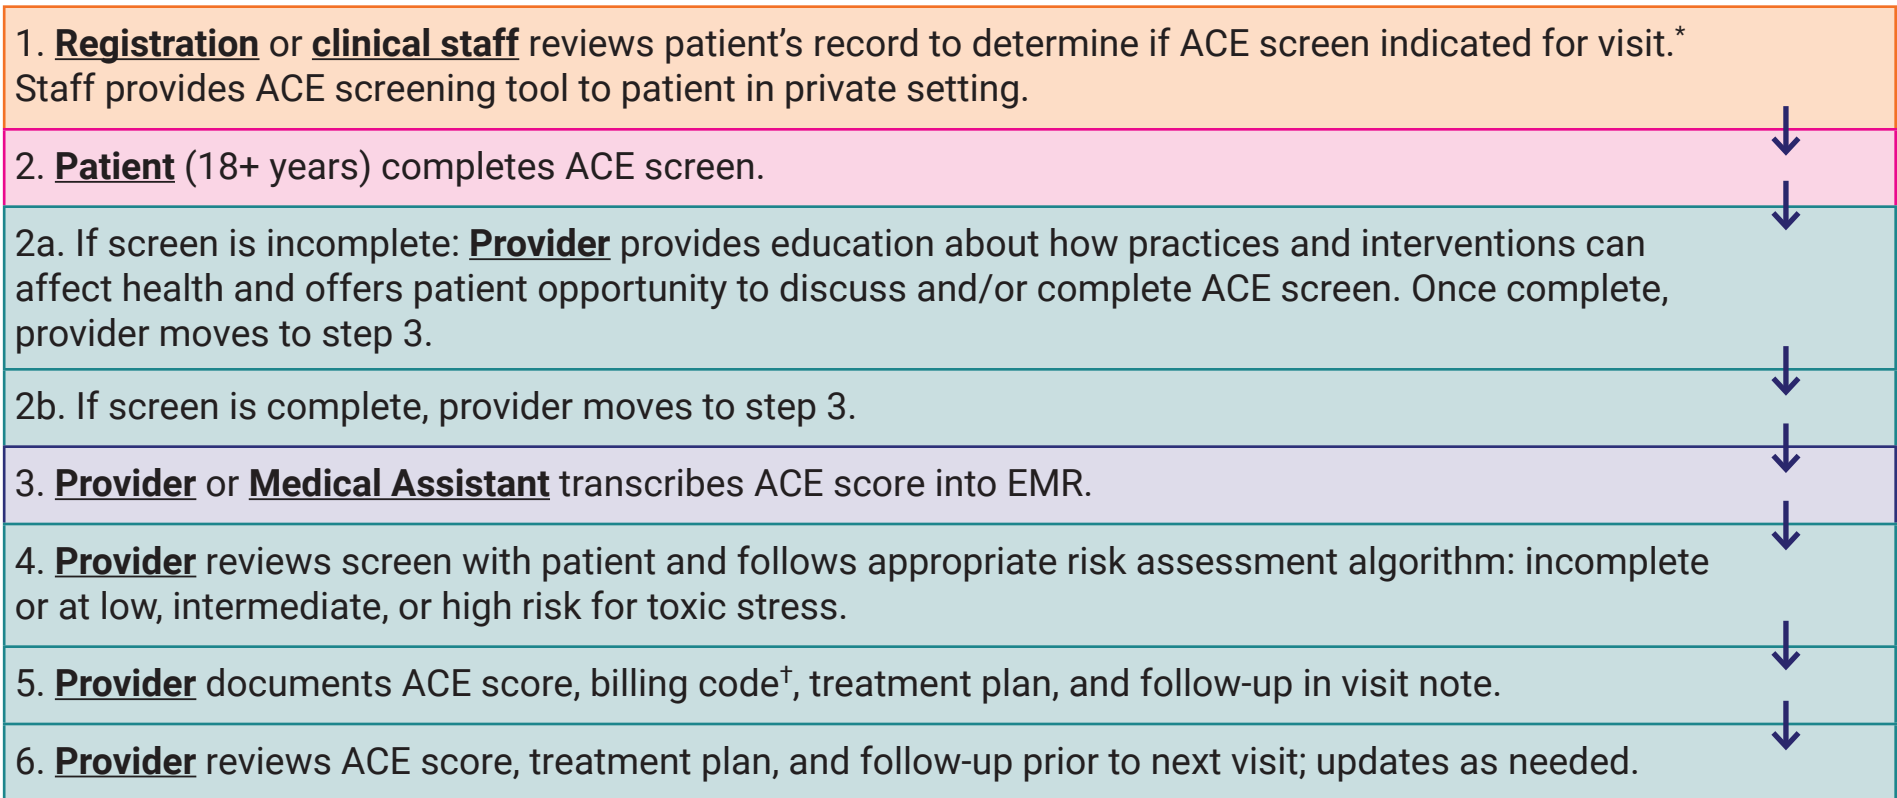 1. Registration or clinical staff reviews patient’s record to determine if ACE screen indicated for visit.*
Staff provides ACE screening tool to patient in private setting.
2. Patient (18+ years) completes ACE screen.
2a. If screen is incomplete: Provider provides education about how practices and interventions can
affect health and offers patient opportunity to discuss and/or complete ACE screen. Once complete,
provider moves to step 3.
2b. If screen is complete, provider moves to step 3.
3. Provider or Medical Assistant transcribes ACE score into EMR.
4. Provider reviews screen with patient and follows appropriate risk assessment algorithm: incomplete
or at low, intermediate, or high risk for toxic stress.
5. Provider documents ACE score, billing code†, treatment plan, and follow-up in visit note.
6. Provider reviews ACE score, treatment plan, and follow-up prior to next visit; updates as needed.